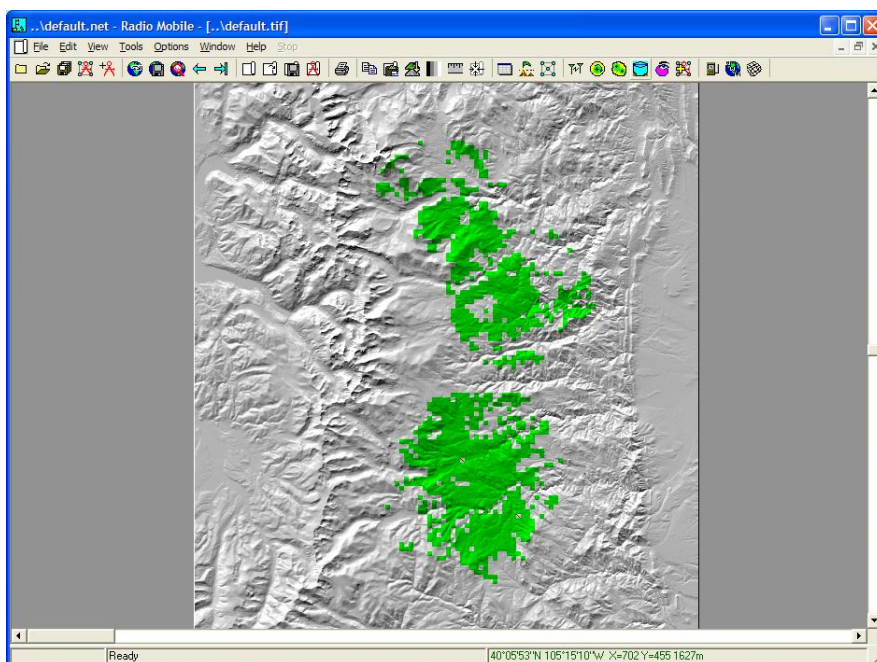 ..\default.net - Radio Mobile - [..\default.tif]
File Edit View Tools Options Window Help Stop
Ready
40°05'53"N 105°15'10"W X=702 Y=455 1627m